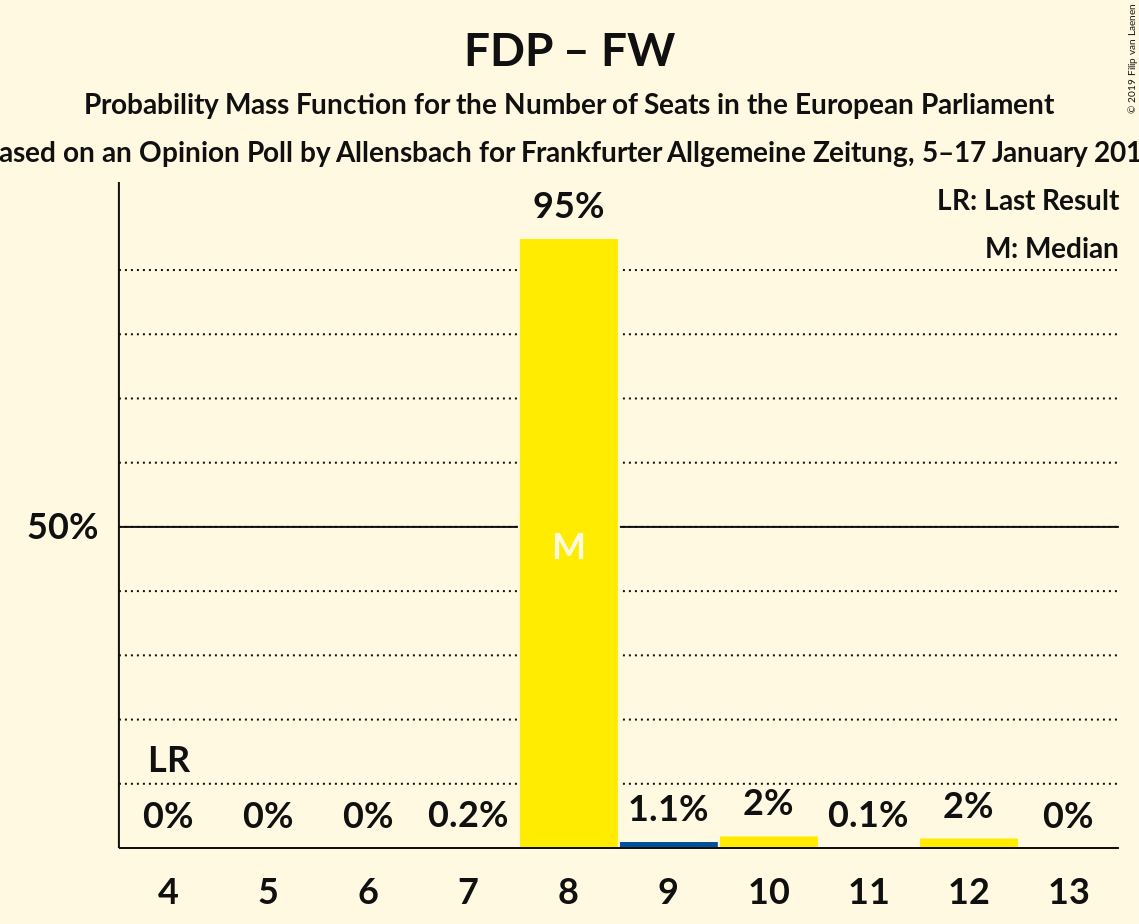 FDP – FW
Probability Mass Function for the Number of Seats in the European Parliament
ased on an Opinion Poll by Allensbach for Frankfurter Allgemeine Zeitung, 5–17 January 201
© 2019 Filip van Laenen
LR: Last Result
M: Median
95%
50%
M
LR
0% 0% 0% 0.2% 1.1% 2% 0.1% 2% 0%
4 5 6 7 8 9 10 11 12 13